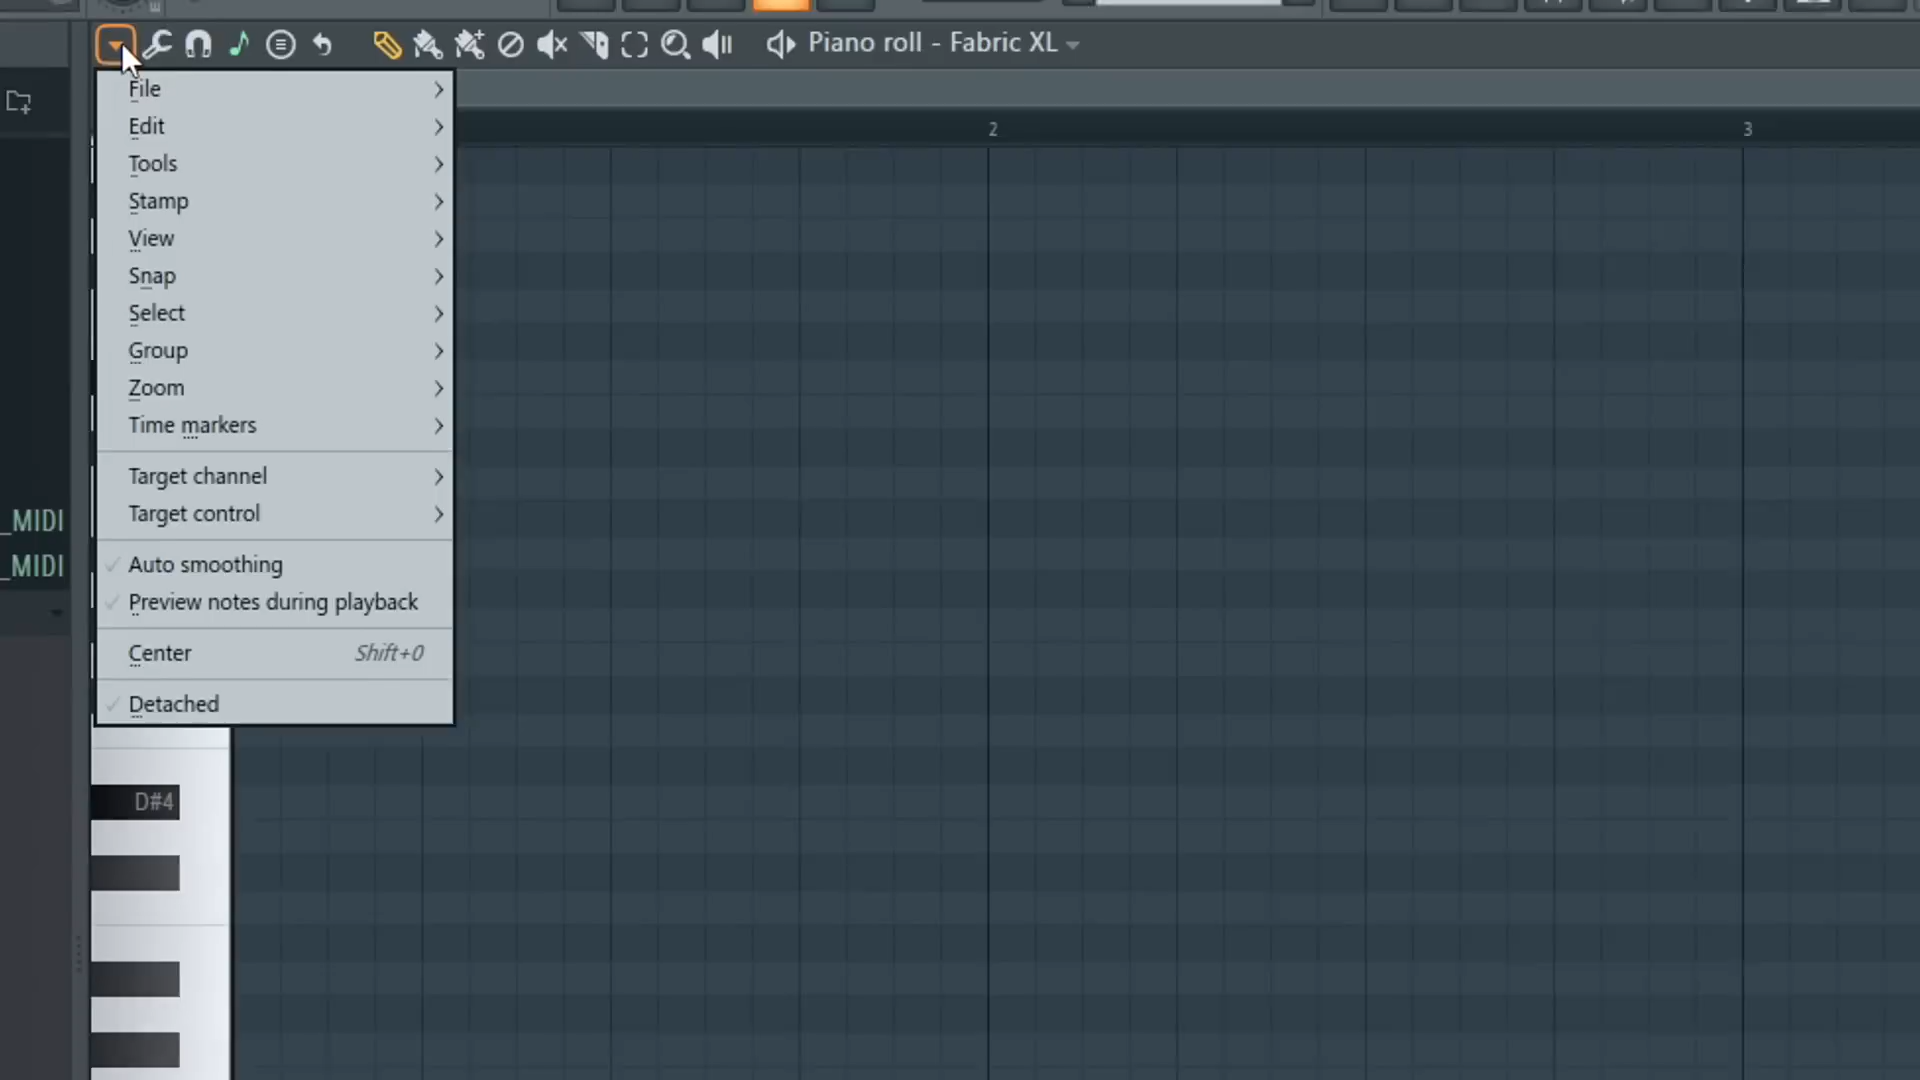 Piano roll - Fabric XL
File
2
3
Edit
Tools
Stamp
View
Snap
Select
Group
Zoom
Time markers
Target channel
Target control
_MIDI
Auto smoothing
_MIDI
Preview notes during playback
Center Shift+0
Detached
D#4